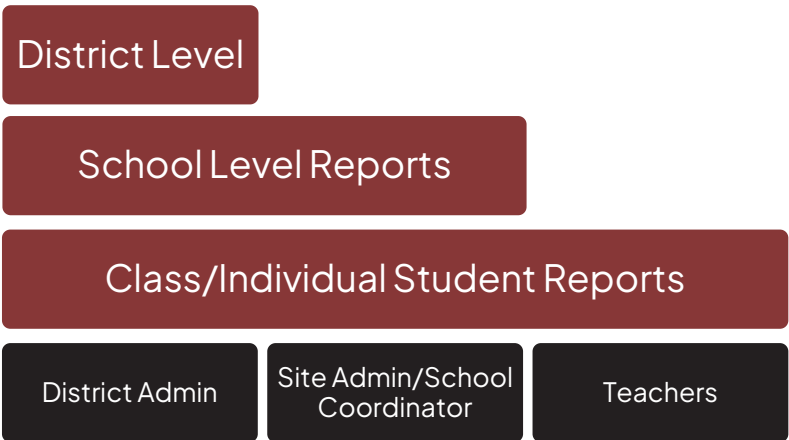 District Level
School Level Reports
Class/Individual Student Reports
District Admin
Site Admin/School
Coordinator
Teachers